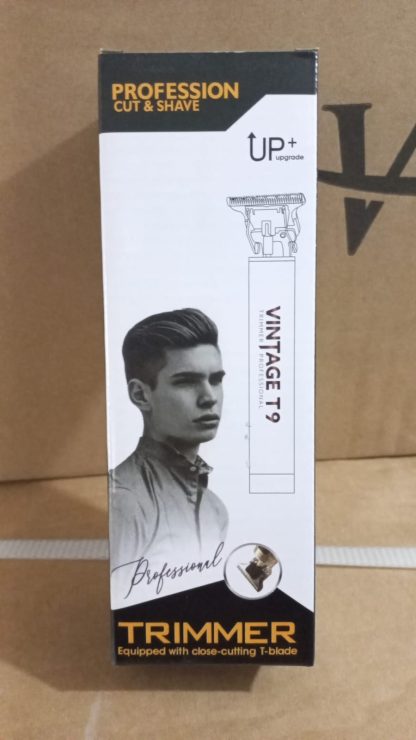 PROFESSION
CUT & SHAVE
UP+
upgrade
VINTAGE T9
TRIMMER PROFESSIONAL
Professional
TRIMMER
Equipped with close-cutting T-blade